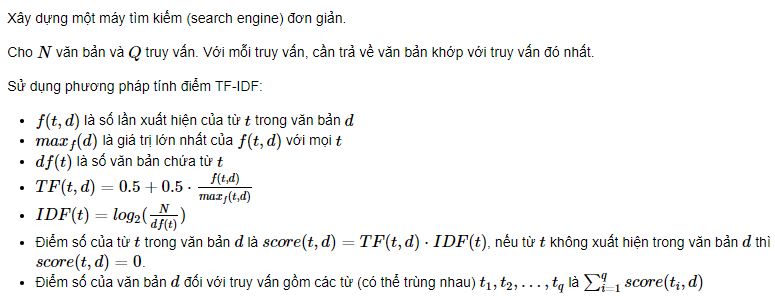 Xây dựng một máy tìm kiếm (search engine) đơn giản.
Cho N văn bản và Q truy vấn. Với mỗi truy vấn, cần trả về văn bản khớp với truy vấn đó nhất.
Sử dụng phương pháp tính điểm TF-IDF:
• f(t, d) là số lần xuất hiện của từ t trong văn bản d
• max_f(d) là giá trị lớn nhất của f(t, d) với mọi t
• df(t) là số văn bản chứa từ t
• TF(t, d) = 0.5 + 0.5 · \frac{f(t,d)}{max_f(t,d)}
• IDF(t) = log_2(\frac{N}{df(t)})
• Điểm số của từ t trong văn bản d là score(t, d) = TF(t, d) · IDF(t), nếu từ t không xuất hiện trong văn bản d thì
score(t, d) = 0.
• Điểm số của văn bản d đối với truy vấn gồm các từ (có thể trùng nhau) t_1, t_2, . . . , t_q là \sum_{i=1}^{q} score(t_i, d)